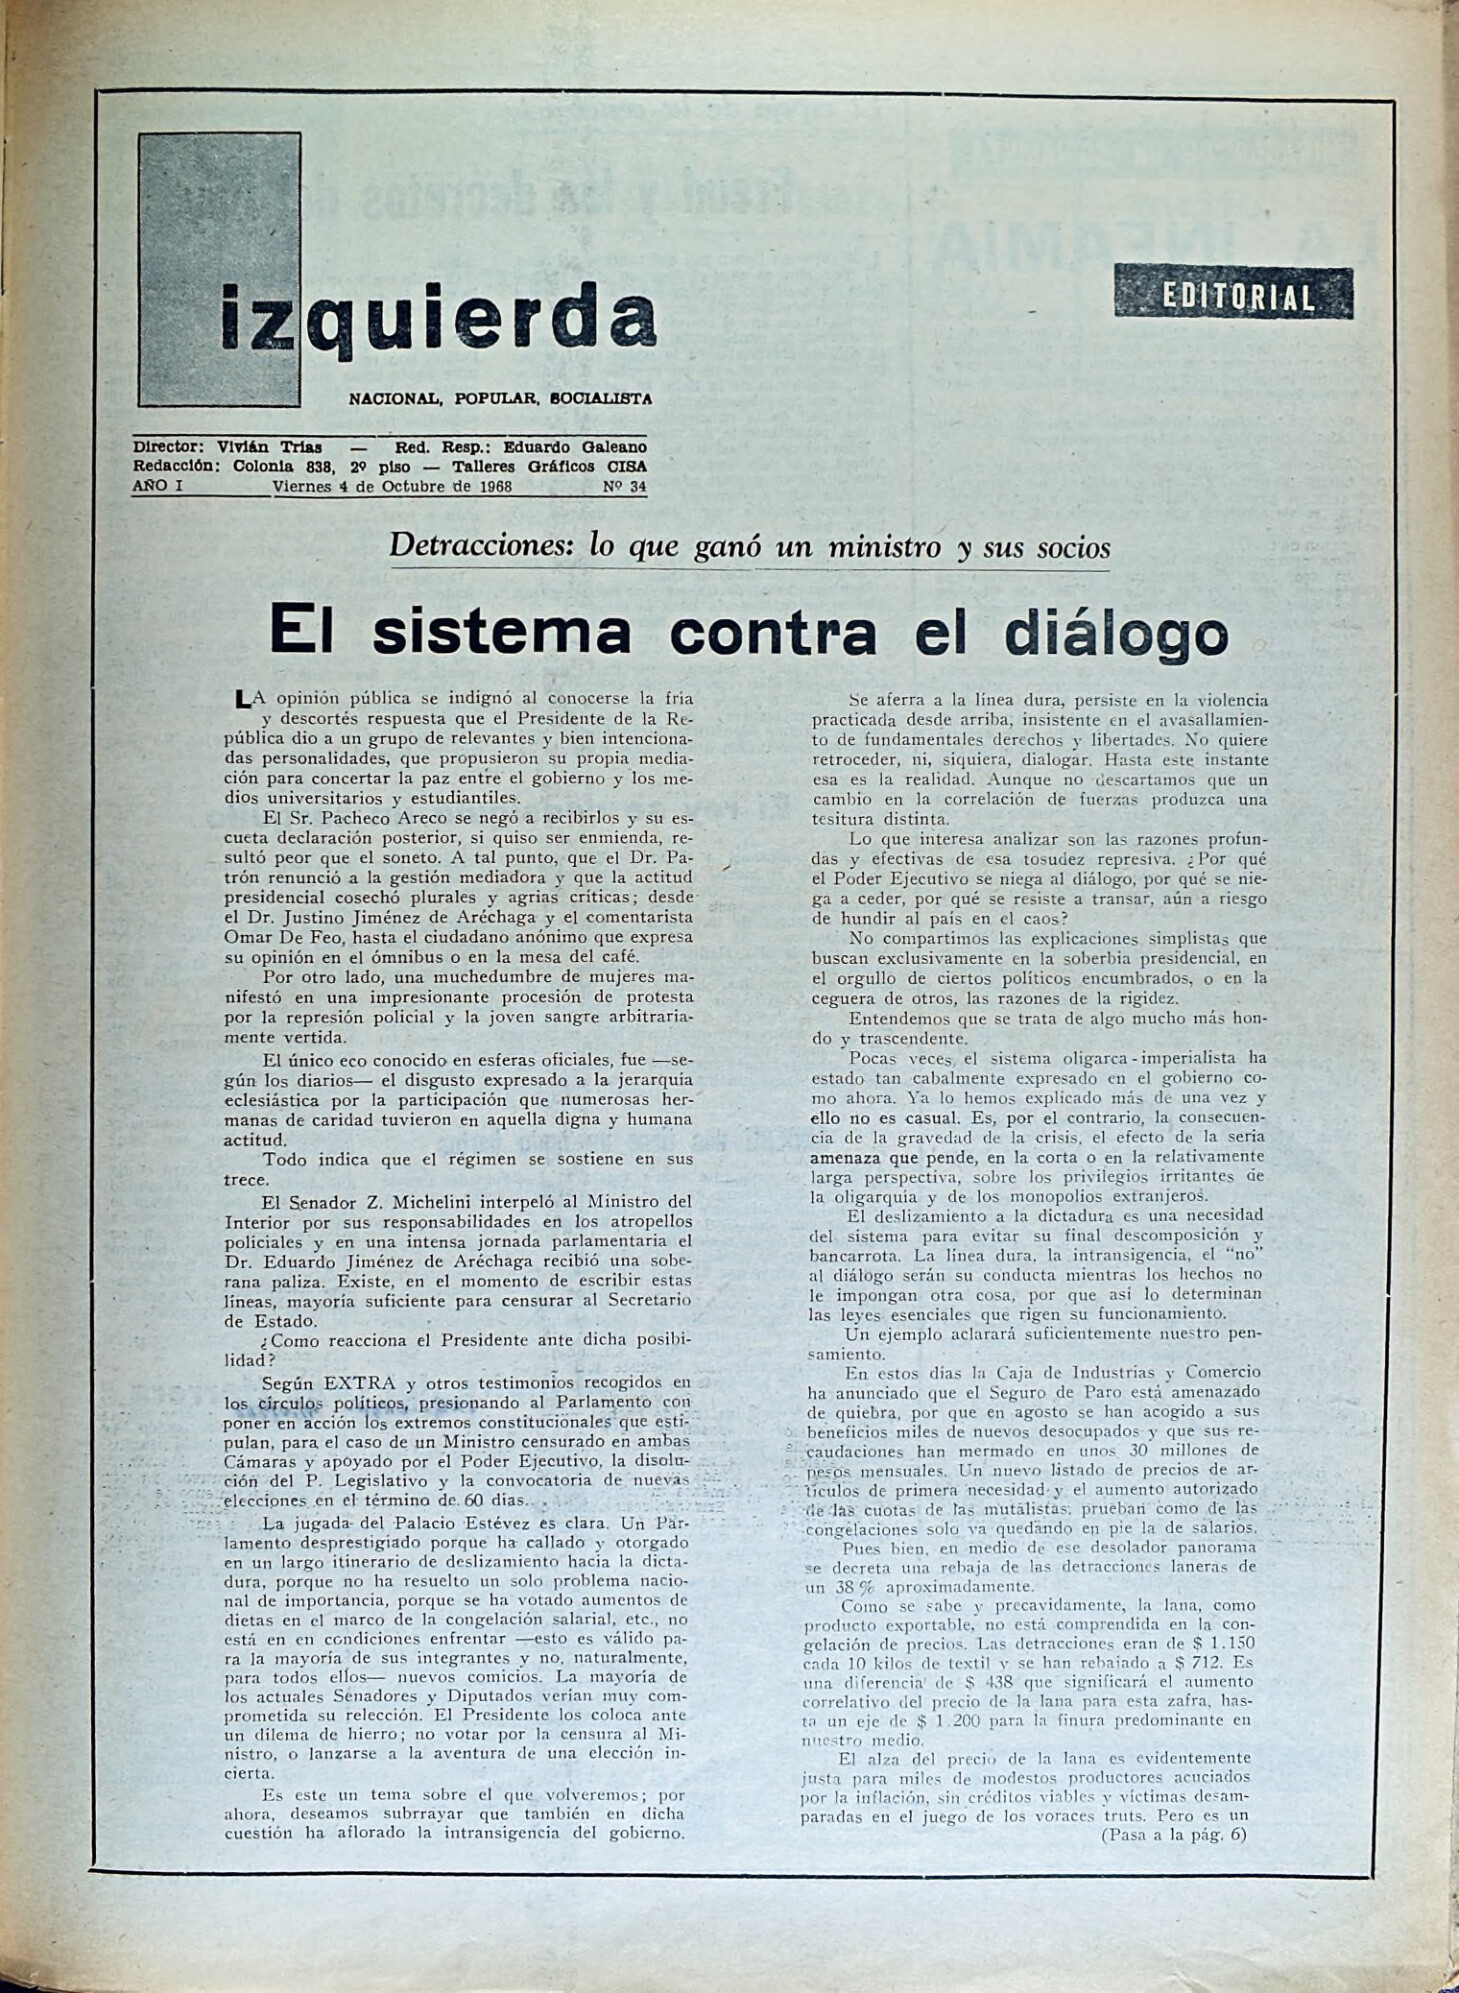 izquierda
EDITORIAL
NACIONAL, POPULAR, SOCIALISTA
Director: Vivián Trías — Red. Resp.: Eduardo Galeano
Redacción: Colonia 838, 2º piso — Talleres Gráficos CISA
AÑO I Viernes 4 de Octubre de 1968 Nº 34
Detracciones: lo que ganó un ministro y sus socios
El sistema contra el diálogo
LA opinión pública se indignó al conocerse la fría
y descortés respuesta que el Presidente de la Re-
pública dio a un grupo de relevantes y bien intenciona-
das personalidades, que propusieron su propia media-
ción para concertar la paz entre el gobierno y los me-
dios universitarios y estudiantiles.
El Sr. Pacheco Areco se negó a recibirlos y su es-
cueta declaración posterior, si quiso ser enmienda, re-
sultó peor que el soneto. A tal punto, que el Dr. Pa-
trón renunció a la gestión mediadora y que la actitud
presidencial cosechó plurales y agrias críticas; desde
el Dr. Justino Jiménez de Aréchaga y el comentarista
Omar De Feo, hasta el ciudadano anónimo que expresa
su opinión en el ómnibus o en la mesa del café.
Por otro lado, una muchedumbre de mujeres ma-
nifestó en una impresionante procesión de protesta
por la represión policial y la joven sangre arbitraria-
mente vertida.
El único eco conocido en esferas oficiales, fue —se-
gún los diarios— el disgusto expresado a la jerarquía
eclesiástica por la participación que numerosas her-
manas de caridad tuvieron en aquella digna y humana
actitud.
Todo indica que el régimen se sostiene en sus
trece.
El Senador Z. Michelini interpeló al Ministro del
Interior por sus responsabilidades en los atropellos
policiales y en una intensa jornada parlamentaria el
Dr. Eduardo Jiménez de Aréchaga recibió una sobe-
rana paliza. Existe, en el momento de escribir estas
líneas, mayoría suficiente para censurar al Secretario
de Estado.
¿Como reacciona el Presidente ante dicha posibi-
lidad?
Según EXTRA y otros testimonios recogidos en
los círculos políticos, presionando al Parlamento con
poner en acción los extremos constitucionales que esti-
pulan, para el caso de un Ministro censurado en ambas
Cámaras y apoyado por el Poder Ejecutivo, la disolu-
ción del P. Legislativo y la convocatoria de nuevas
elecciones en el término de 60 días..
La jugada del Palacio Estévez es clara. Un Par-
lamento desprestigiado porque ha callado y otorgado
en un largo itinerario de deslizamiento hacia la dicta-
dura, porque no ha resuelto un solo problema nacio-
nal de importancia, porque se ha votado aumentos de
dietas en el marco de la congelación salarial, etc., no
está en en condiciones enfrentar —esto es válido pa-
ra la mayoría de sus integrantes y no, naturalmente,
para todos ellos— nuevos comicios. La mayoría de
los actuales Senadores y Diputados verían muy com-
prometida su relección. El Presidente los coloca ante
un dilema de hierro; no votar por la censura al Mi-
nistro, o lanzarse a la aventura de una elección in-
cierta.
Es este un tema sobre el que volveremos; por
ahora, deseamos subrrayar que también en dicha
cuestión ha aflorado la intransigencia del gobierno.
Se aferra a la línea dura, persiste en la violencia
practicada desde arriba, insistente en el avasallamien-
to de fundamentales derechos y libertades. No quiere
retroceder, ni, siquiera, dialogar. Hasta este instante
esa es la realidad. Aunque no descartamos que un
cambio en la correlación de fuerzas produzca una
tesitura distinta.
Lo que interesa analizar son las razones profun-
das y efectivas de esa tosudez represiva. ¿Por qué
el Poder Ejecutivo se niega al diálogo, por qué se nie-
ga a ceder, por qué se resiste a transar, aún a riesgo
de hundir al país en el caos?
No compartimos las explicaciones simplistas que
buscan exclusivamente en la soberbia presidencial, en
el orgullo de ciertos políticos encumbrados, o en la
ceguera de otros, las razones de la rigidez.
Entendemos que se trata de algo mucho más hon-
do y trascendente.
Pocas veces, el sistema oligarca-imperialista ha
estado tan cabalmente expresado en el gobierno co-
mo ahora. Ya lo hemos explicado más de una vez y
ello no es casual. Es, por el contrario, la consecuen-
cia de la gravedad de la crisis, el efecto de la seria
amenaza que pende, en la corta o en la relativamente
larga perspectiva, sobre los privilegios irritantes de
la oligarquía y de los monopolios extranjeros.
El deslizamiento a la dictadura es una necesidad
del sistema para evitar su final descomposición y
bancarrota. La línea dura, la intransigencia, el "no"
al diálogo serán su conducta mientras los hechos no
le impongan otra cosa, por que así lo determinan
las leyes esenciales que rigen su funcionamiento.
Un ejemplo aclarará suficientemente nuestro pen-
samiento.
En estos días la Caja de Industrias y Comercio
ha anunciado que el Seguro de Paro está amenazado
de quiebra, por que en agosto se han acogido a sus
beneficios miles de nuevos desocupados y que sus re-
caudaciones han mermado en unos 30 millones de
pesos mensuales. Un nuevo listado de precios de ar-
tículos de primera necesidad y el aumento autorizado
de las cuotas de las mutalistas, prueban como de las
congelaciones solo va quedando en pie la de salarios.
Pues bien, en medio de ese desolador panorama
se decreta una rebaja de las detracciones laneras de
un 38 % aproximadamente.
Como se sabe y precavidamente, la lana, como
producto exportable, no está comprendida en la con-
gelación de precios. Las detracciones eran de $ 1.150
cada 10 kilos de textil y se han rebajado a $ 712. Es
una diferencia de $ 438 que significará el aumento
correlativo del precio de la lana para esta zafra, has-
ta un eje de $ 1.200 para la finura predominante en
nuestro medio.
El alza del precio de la lana es evidentemente
justa para miles de modestos productores acuciados
por la inflación, sin créditos viables y víctimas desam-
paradas en el juego de los voraces truts. Pero es un
(Pasa a la pág. 6)